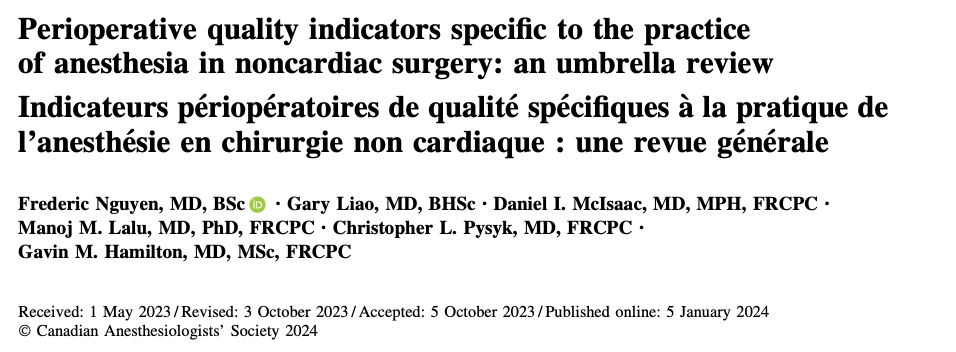 Perioperative quality indicators specific to the practice
of anesthesia in noncardiac surgery: an umbrella review
Indicateurs périopératoires de qualité spécifiques à la pratique de
l'anesthésie en chirurgie non cardiaque : une revue générale
Frederic Nguyen, MD, BSc iD · Gary Liao, MD, BHSc · Daniel I. McIsaac, MD, MPH, FRCPC ·
Manoj M. Lalu, MD, PhD, FRCPC · Christopher L. Pysyk, MD, FRCPC ·
Gavin M. Hamilton, MD, MSc, FRCPC
Received: 1 May 2023 / Revised: 3 October 2023 / Accepted: 5 October 2023 / Published online: 5 January 2024
© Canadian Anesthesiologists' Society 2024